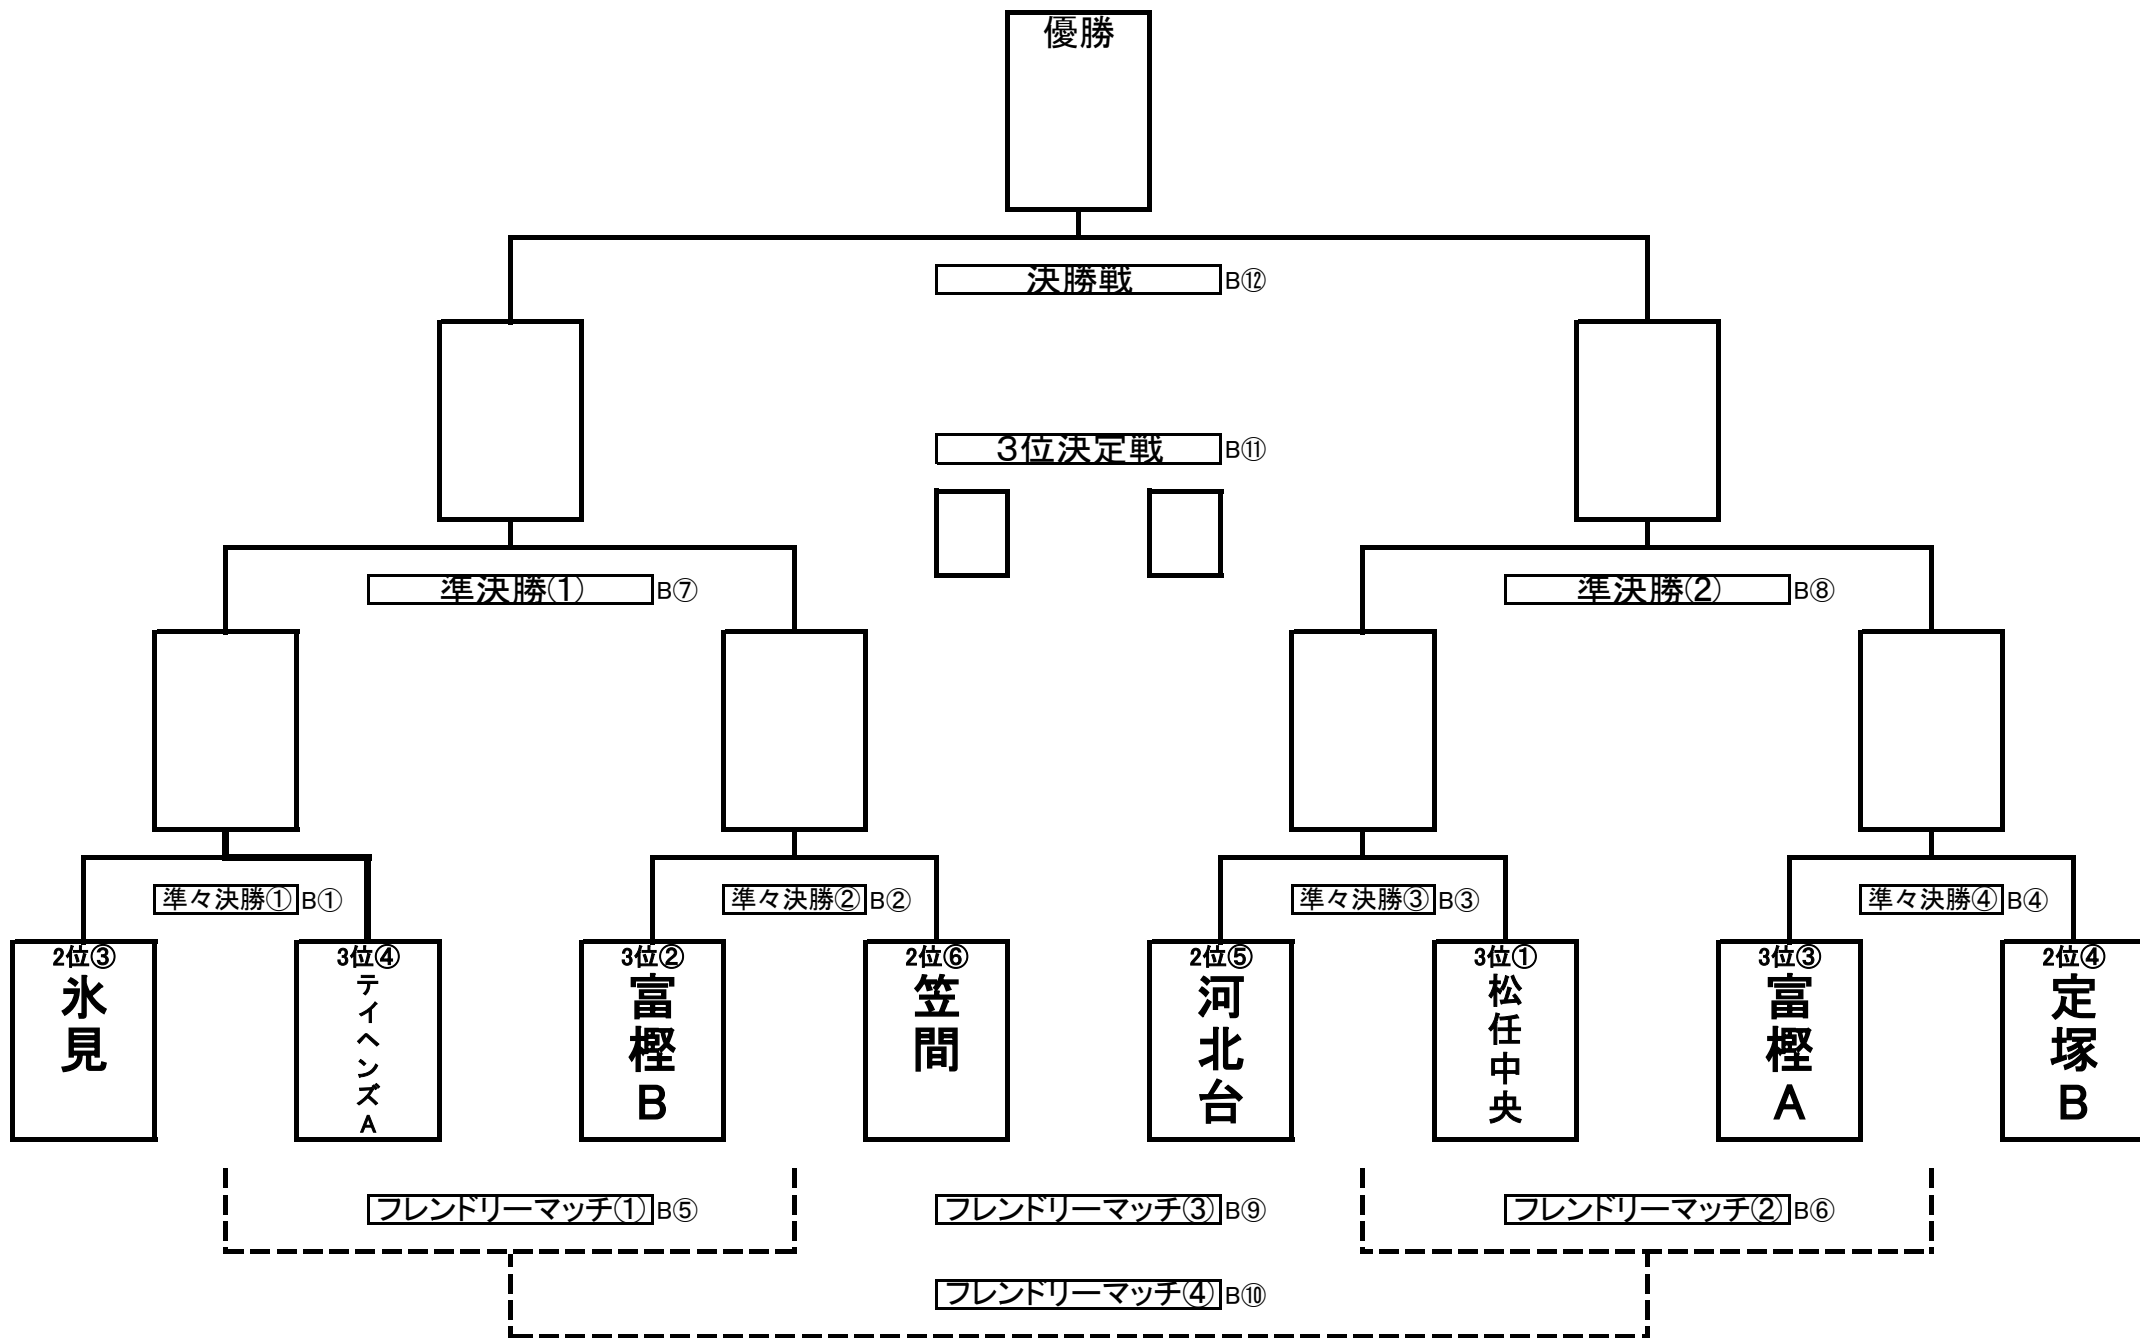 優勝
決勝戦 B⑫
3位決定戦 B⑪
準決勝① B⑦
準決勝② B⑧
準々決勝① B①
準々決勝② B②
準々決勝③ B③
準々決勝④ B④
2位③
氷見
3位④
ティヘンズA
3位②
富樫B
2位⑥
笠間
2位⑤
河北台
3位①
松任中央
3位③
富樫A
2位④
定塚B
フレンドリーマッチ① B⑤
フレンドリーマッチ③ B⑨
フレンドリーマッチ② B⑥
フレンドリーマッチ④ B⑩